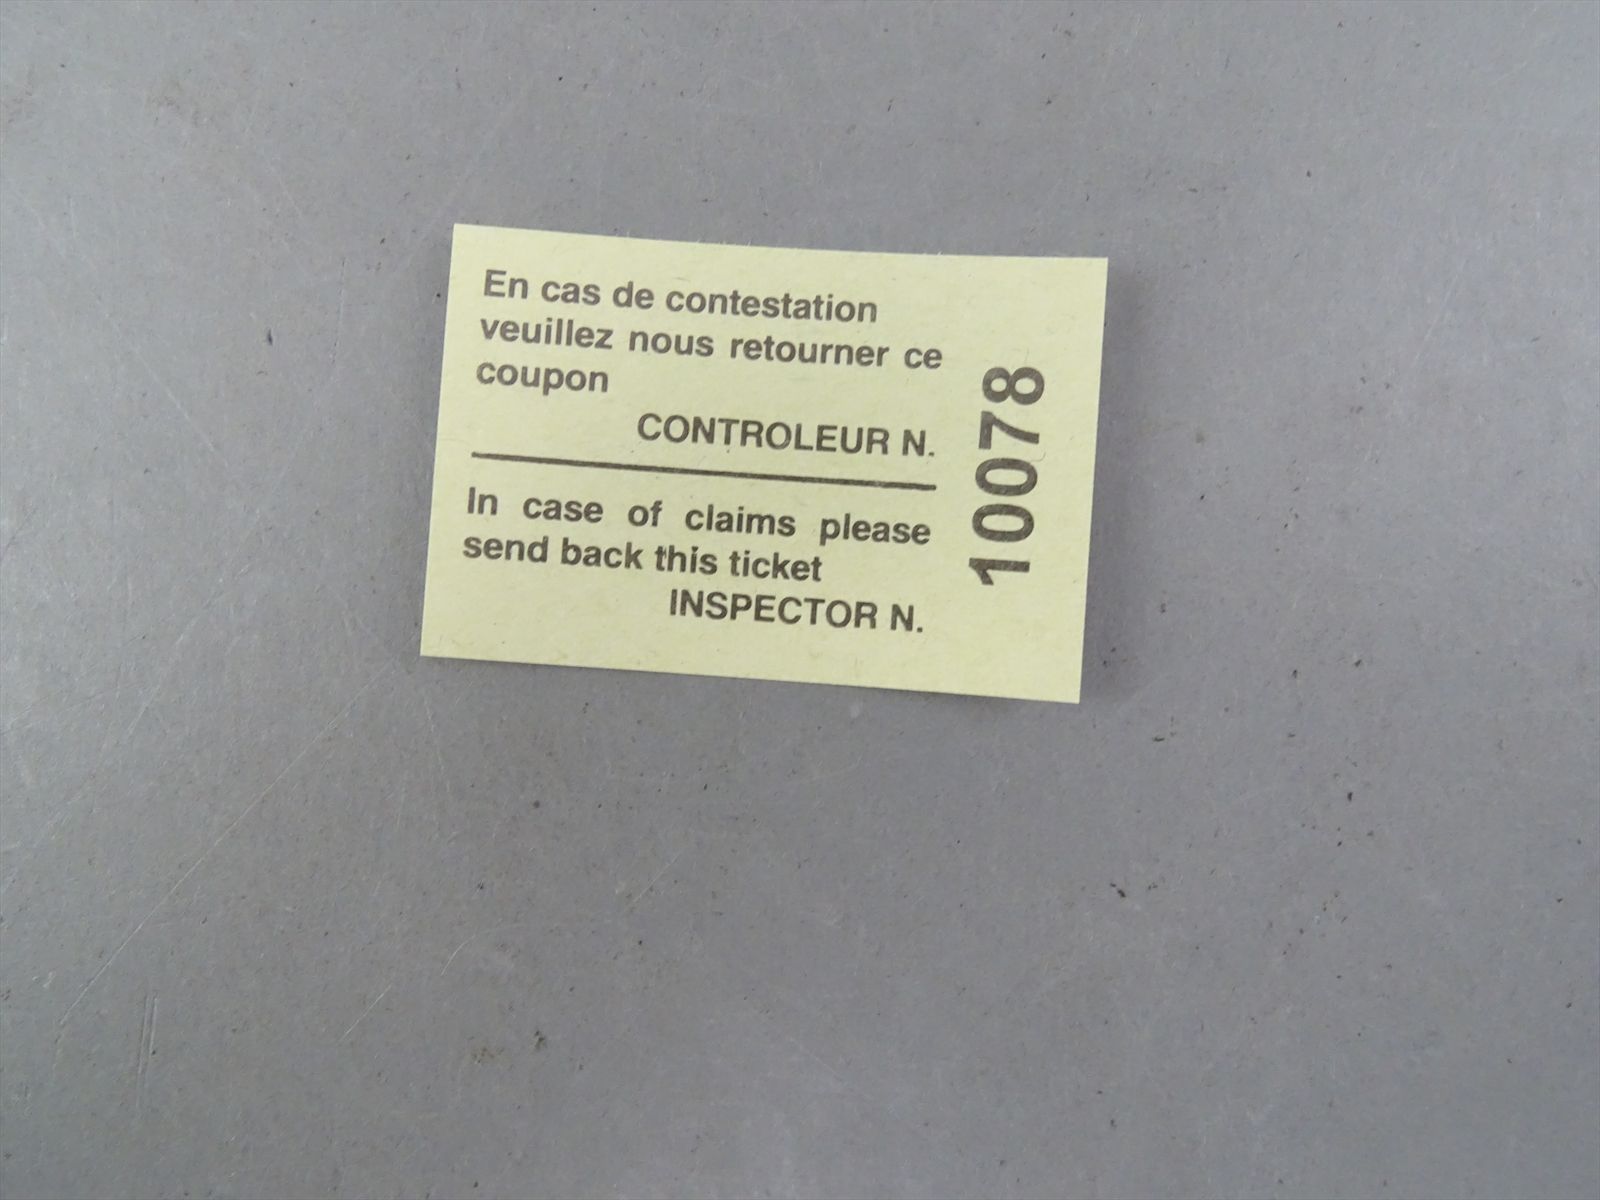 En cas de contestation
veuillez nous retourner ce
coupon
CONTROLEUR N.
In case of claims please
send back this ticket
INSPECTOR N.
10078